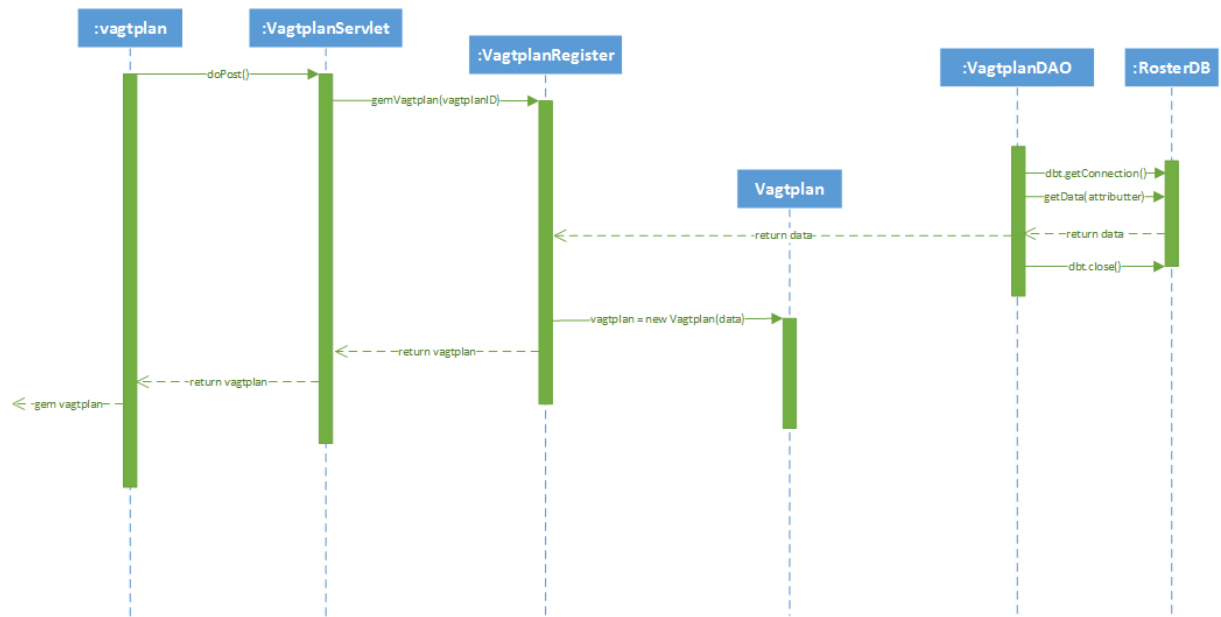 :vagtplan
:VagtplanServlet
:VagtplanRegister
:VagtplanDAO
:RosterDB
doPost()
gemVagtplan(vagtplanID)
dbt.getConnection()
Vagtplan
getData(attributter)
return data
return data
dbt.close()
vagtplan = new Vagtplan(data)
return vagtplan
return vagtplan
gem vagtplan